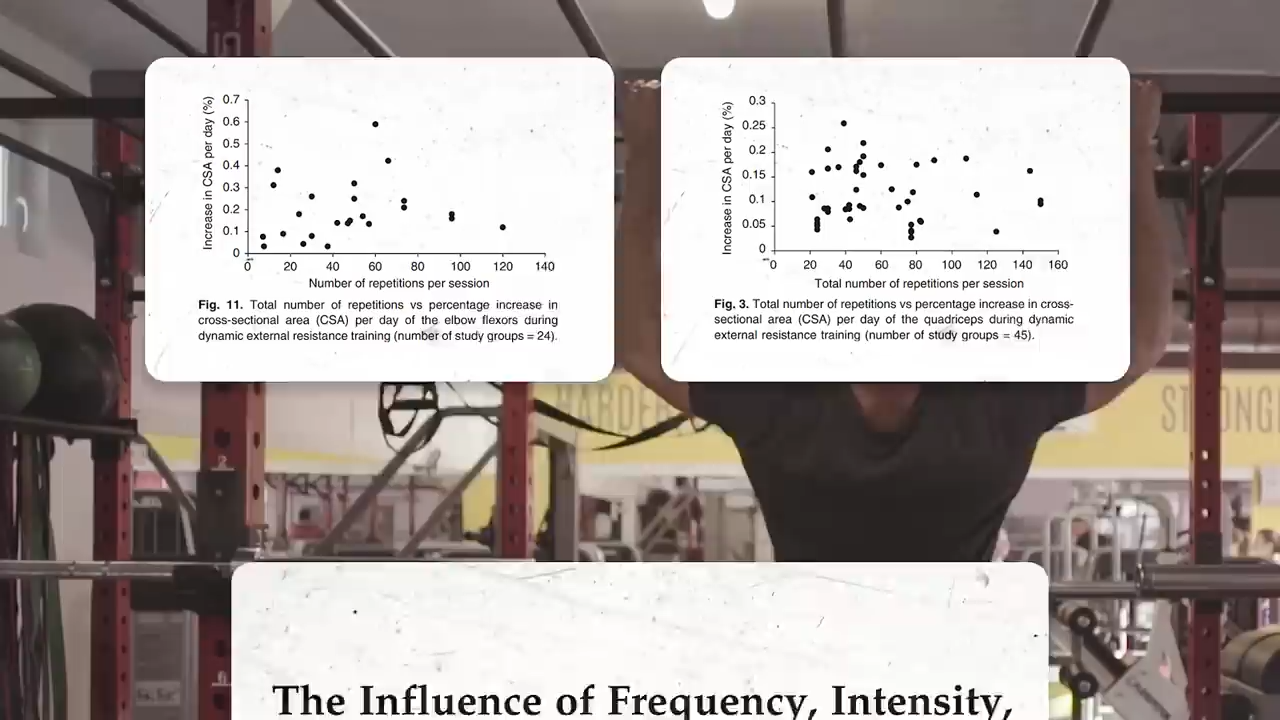 0.7
0.6
0.5
0.4
0.3
0.2
0.1
0
Increase in CSA per day (%)
0 20 40 60 80 100 120 140
Number of repetitions per session
Fig. 11. Total number of repetitions vs percentage increase in
cross-sectional area (CSA) per day of the elbow flexors during
dynamic external resistance training (number of study groups = 24).
0.3
0.25
0.2
0.15
0.1
0.05
0
Increase in CSA per day (%)
0 20 40 60 80 100 120 140 160
Total number of repetitions per session
Fig. 3. Total number of repetitions vs percentage increase in cross-
sectional area (CSA) per day of the quadriceps during dynamic
external resistance training (number of study groups = 45).
HARDER
STRONG
2
The Influence of Frequency, Intensity,